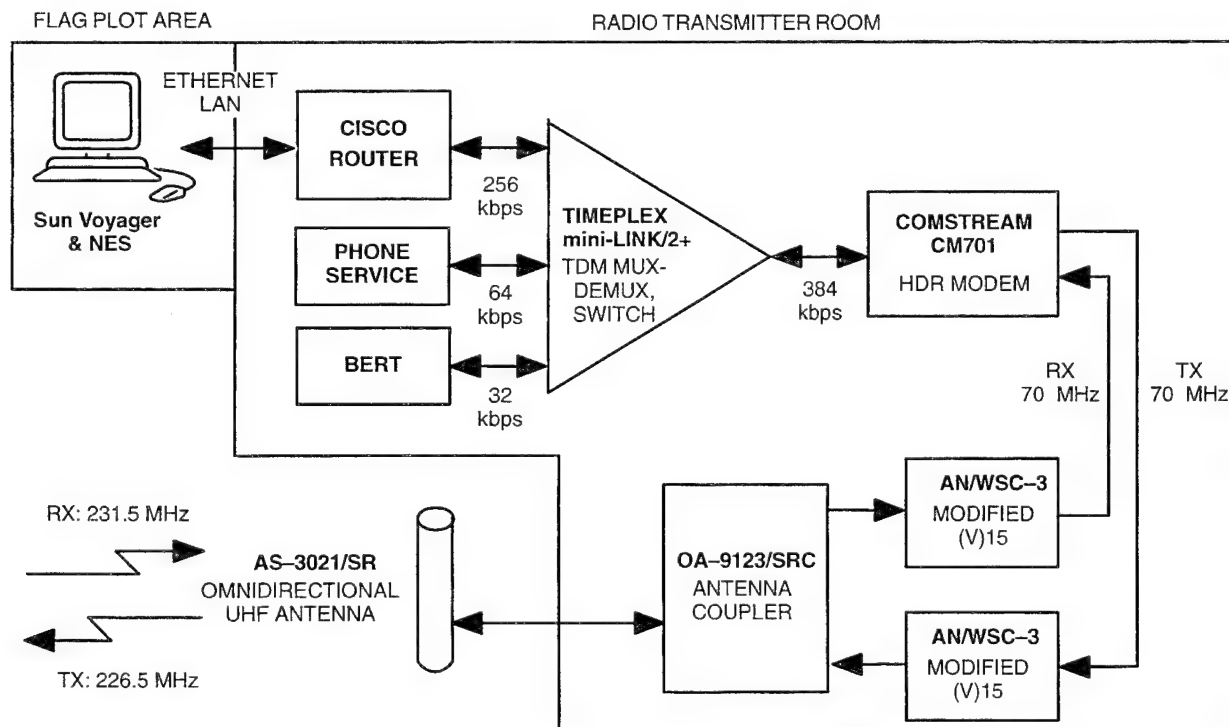 FLAG PLOT AREA
RADIO TRANSMITTER ROOM
ETHERNET
LAN
Sun Voyager
& NES
CISCO
ROUTER
256
kbps
PHONE
SERVICE
64
kbps
BERT
32
kbps
TIMEPLEX
mini-LINK/2+
TDM MUX-
DEMUX,
SWITCH
384
kbps
COMSTREAM
CM701
HDR MODEM
RX
70 MHz
TX
70 MHz
RX: 231.5 MHz
TX: 226.5 MHz
AS–3021/SR
OMNIDIRECTIONAL
UHF ANTENNA
OA–9123/SRC
ANTENNA
COUPLER
AN/WSC–3
MODIFIED
(V)15
AN/WSC–3
MODIFIED
(V)15